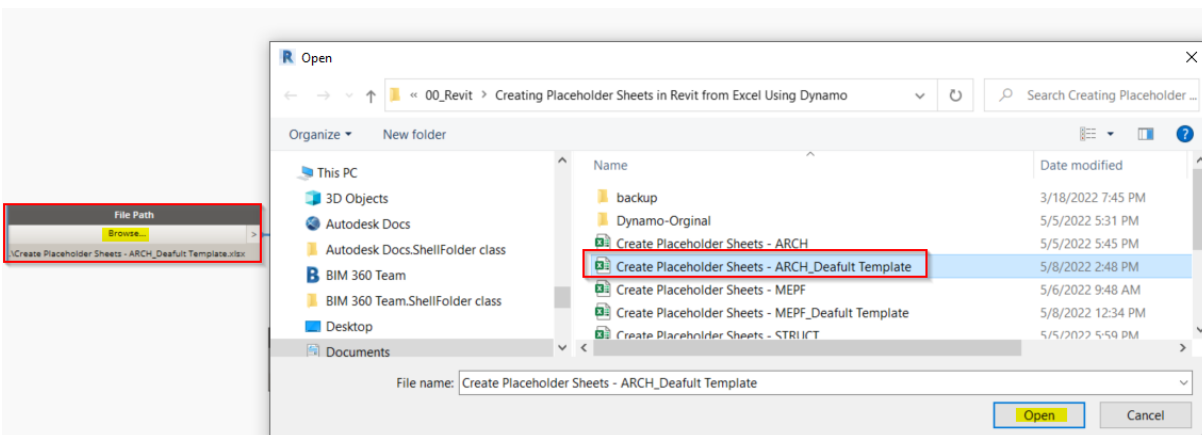 Open
« 00_Revit > Creating Placeholder Sheets in Revit from Excel Using Dynamo
Search Creating Placeholder ...
Organize
New folder
Name
Date modified
This PC
3D Objects
Autodesk Docs
Autodesk Docs.ShellFolder class
BIM 360 Team
BIM 360 Team.ShellFolder class
Desktop
Documents
backup 3/18/2022 7:45 PM
Dynamo-Orginal 5/5/2022 5:31 PM
Create Placeholder Sheets - ARCH 5/5/2022 5:45 PM
Create Placeholder Sheets - ARCH_Deafult Template 5/8/2022 2:48 PM
Create Placeholder Sheets - MEPF 5/6/2022 9:48 AM
Create Placeholder Sheets - MEPF_Deafult Template 5/8/2022 12:34 PM
Create Placeholder Sheets - STRUCT 5/5/2022 5:59 PM
File Path
Browse... >
.\Create Placeholder Sheets - ARCH_Deafult Template.xlsx
File name: Create Placeholder Sheets - ARCH_Deafult Template
Open
Cancel